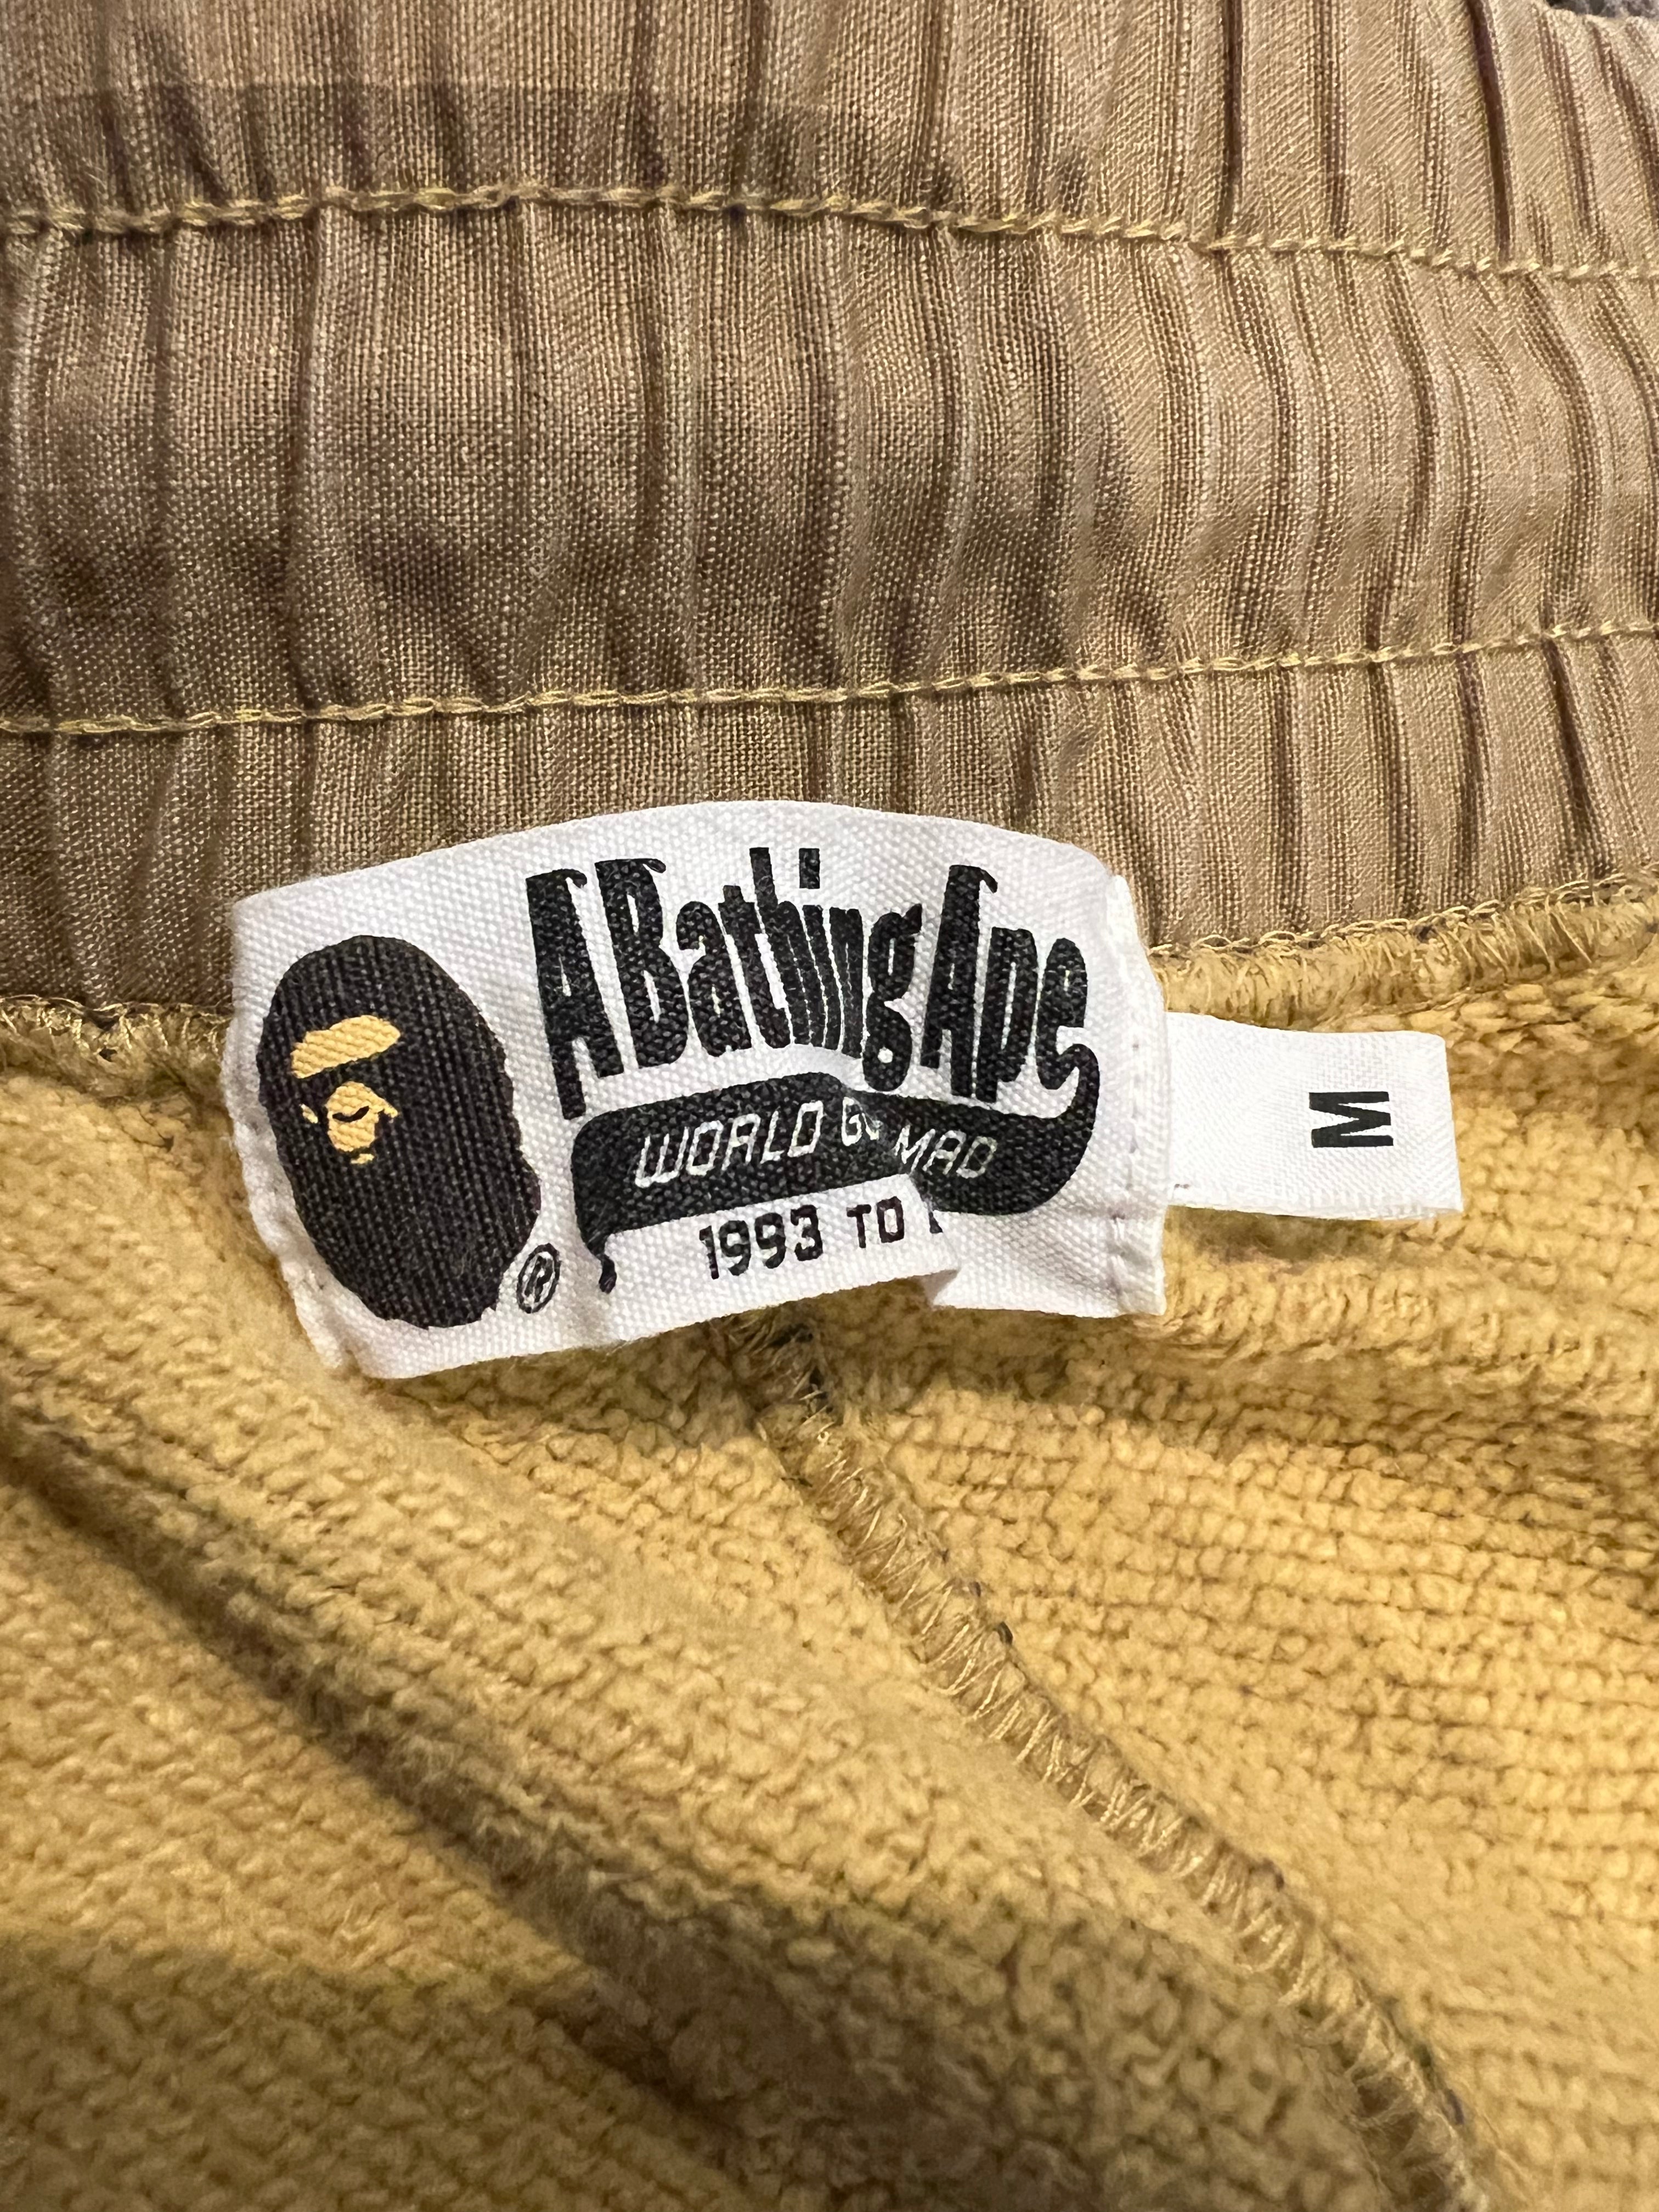 A Bathing Ape
WORLD MAD
1993 TO
®
M